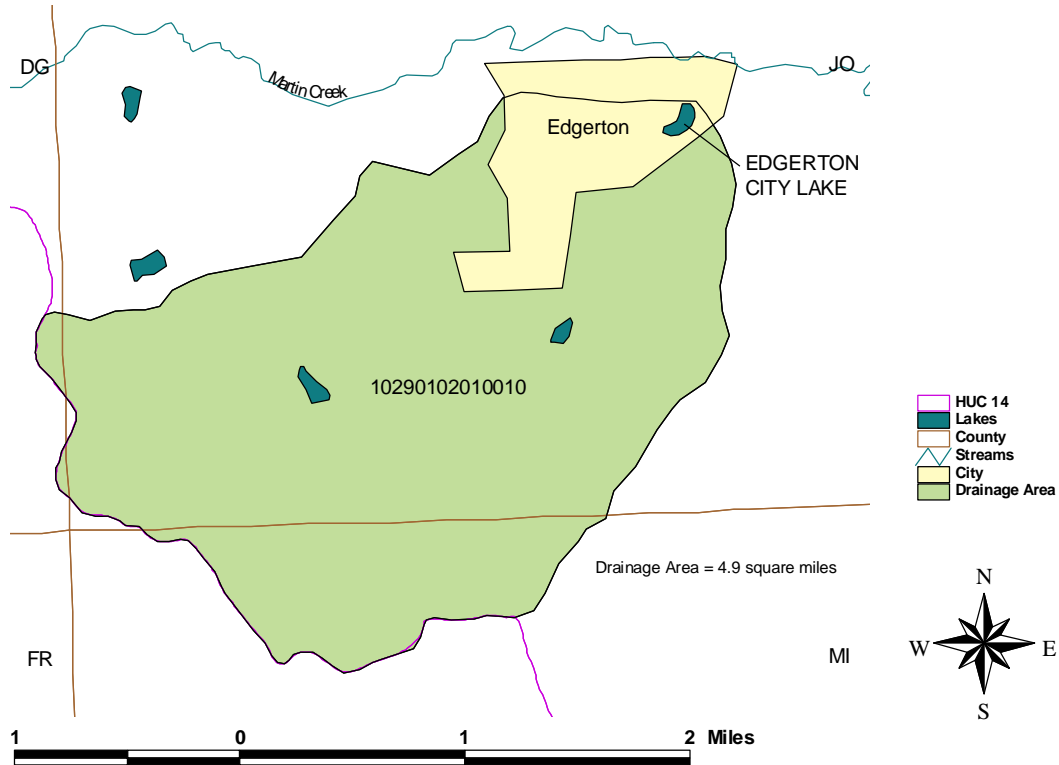 DG
Martin Creek
JO
Edgerton
EDGERTON
CITY LAKE
10290102010010
HUC 14
Lakes
County
Streams
City
Drainage Area
Drainage Area = 4.9 square miles
FR
MI
N
W
E
S
1 0 1 2 Miles